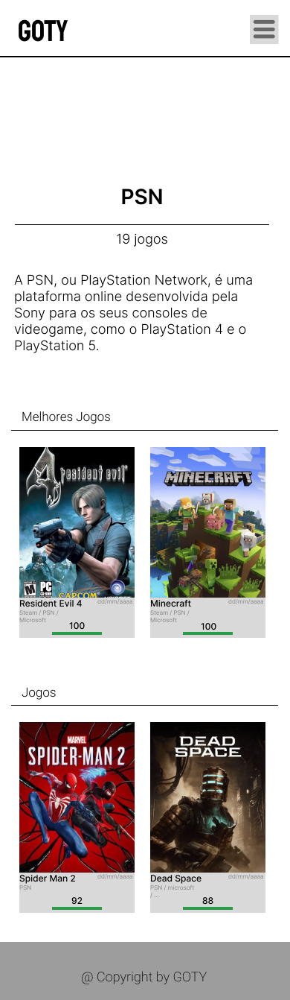 GOTY
PSN
19 jogos
A PSN, ou PlayStation Network, é uma
plataforma online desenvolvida pela
Sony para os seus consoles de
videogame, como o PlayStation 4 e o
PlayStation 5.
Melhores Jogos
4 resident evil
M PC
CAPCOM
Resident Evil 4 dd/mm/aaaa
Steam / PSN /
Microsoft
100
MINECRAFT
Minecraft dd/mm/aaaa
Steam / PSN /
Microsoft
100
Jogos
MARVEL
SPIDER-MAN 2
Spider Man 2 dd/mm/aaaa
PSN
92
DEAD
SPACE
Dead Space dd/mm/aaaa
PSN / microsoft
/ ...
88
@ Copyright by GOTY